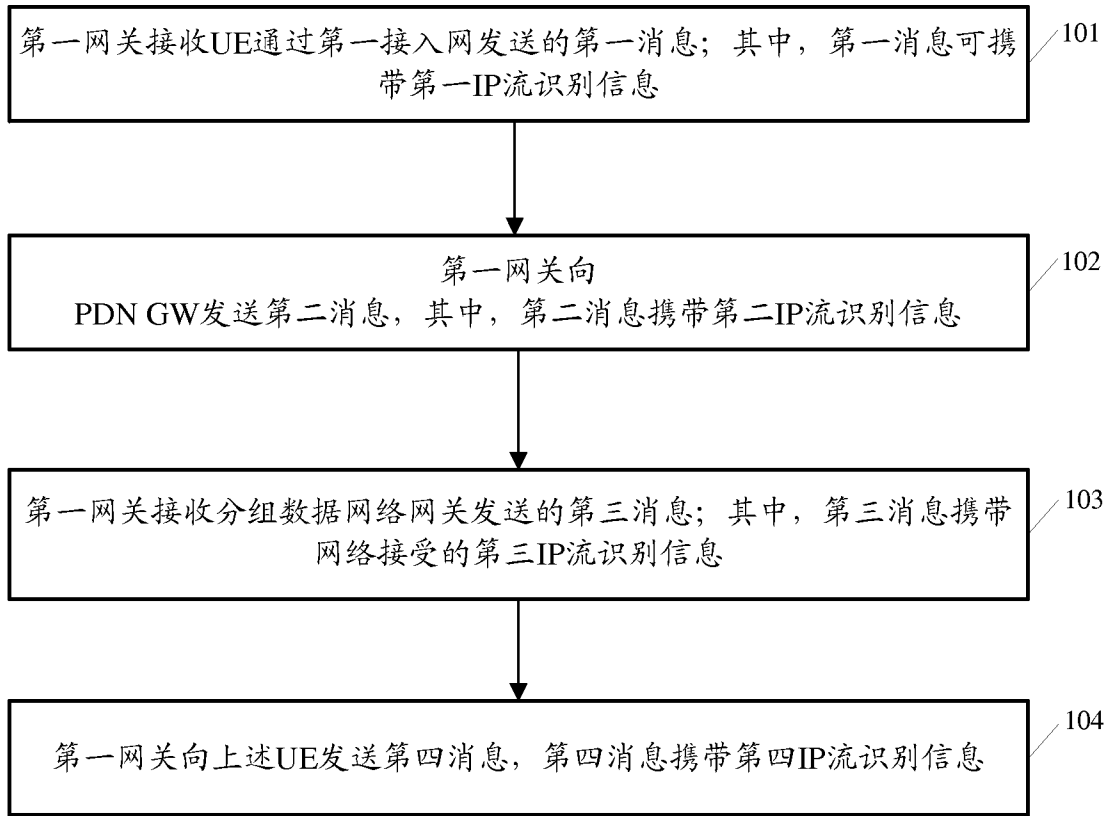 第一网关接收UE通过第一接入网发送的第一消息；其中，第一消息可携
带第一IP流识别信息
101
第一网关向
PDN GW发送第二消息，其中，第二消息携带第二IP流识别信息
102
第一网关接收分组数据网络网关发送的第三消息；其中，第三消息携带
网络接受的第三IP流识别信息
103
第一网关向上述UE发送第四消息，第四消息携带第四IP流识别信息
104